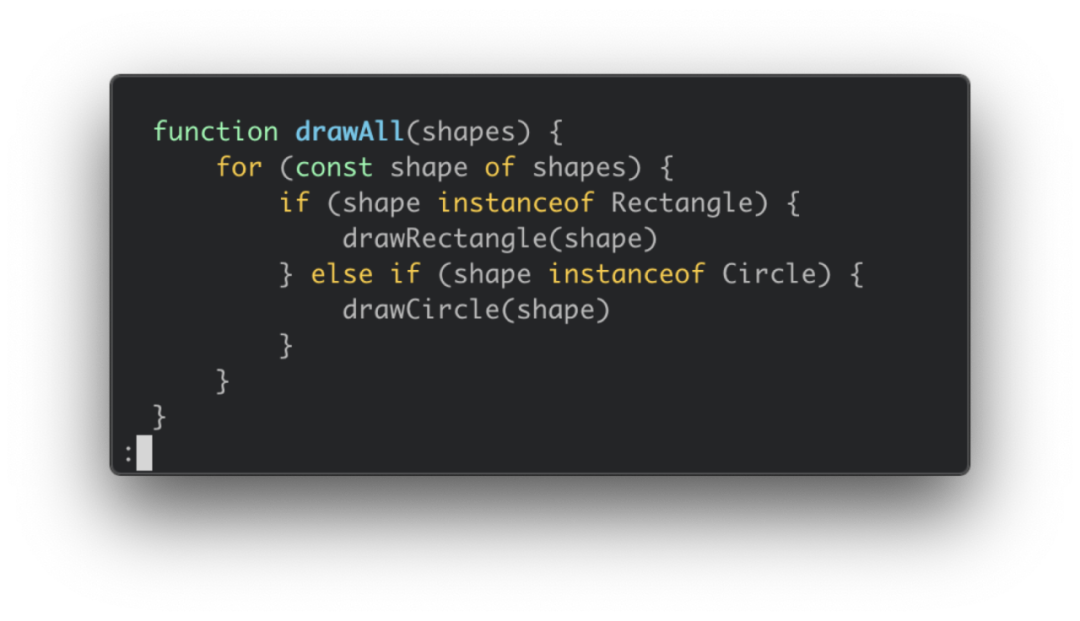 function drawAll(shapes) {
    for (const shape of shapes) {
        if (shape instanceof Rectangle) {
            drawRectangle(shape)
        } else if (shape instanceof Circle) {
            drawCircle(shape)
        }
    }
}
: